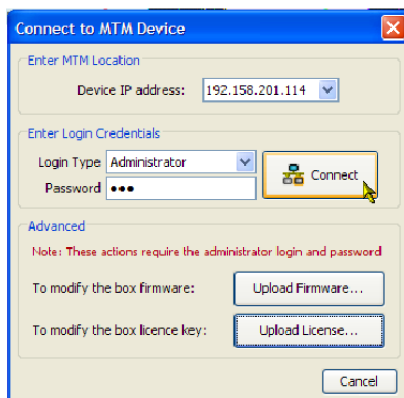 Connect to MTM Device
Enter MTM Location
Device IP address: 192.158.201.114
Enter Login Credentials
Login Type Administrator
Password ●●●
Connect
Advanced
Note: These actions require the administrator login and password
To modify the box firmware: Upload Firmware...
To modify the box licence key: Upload License...
Cancel